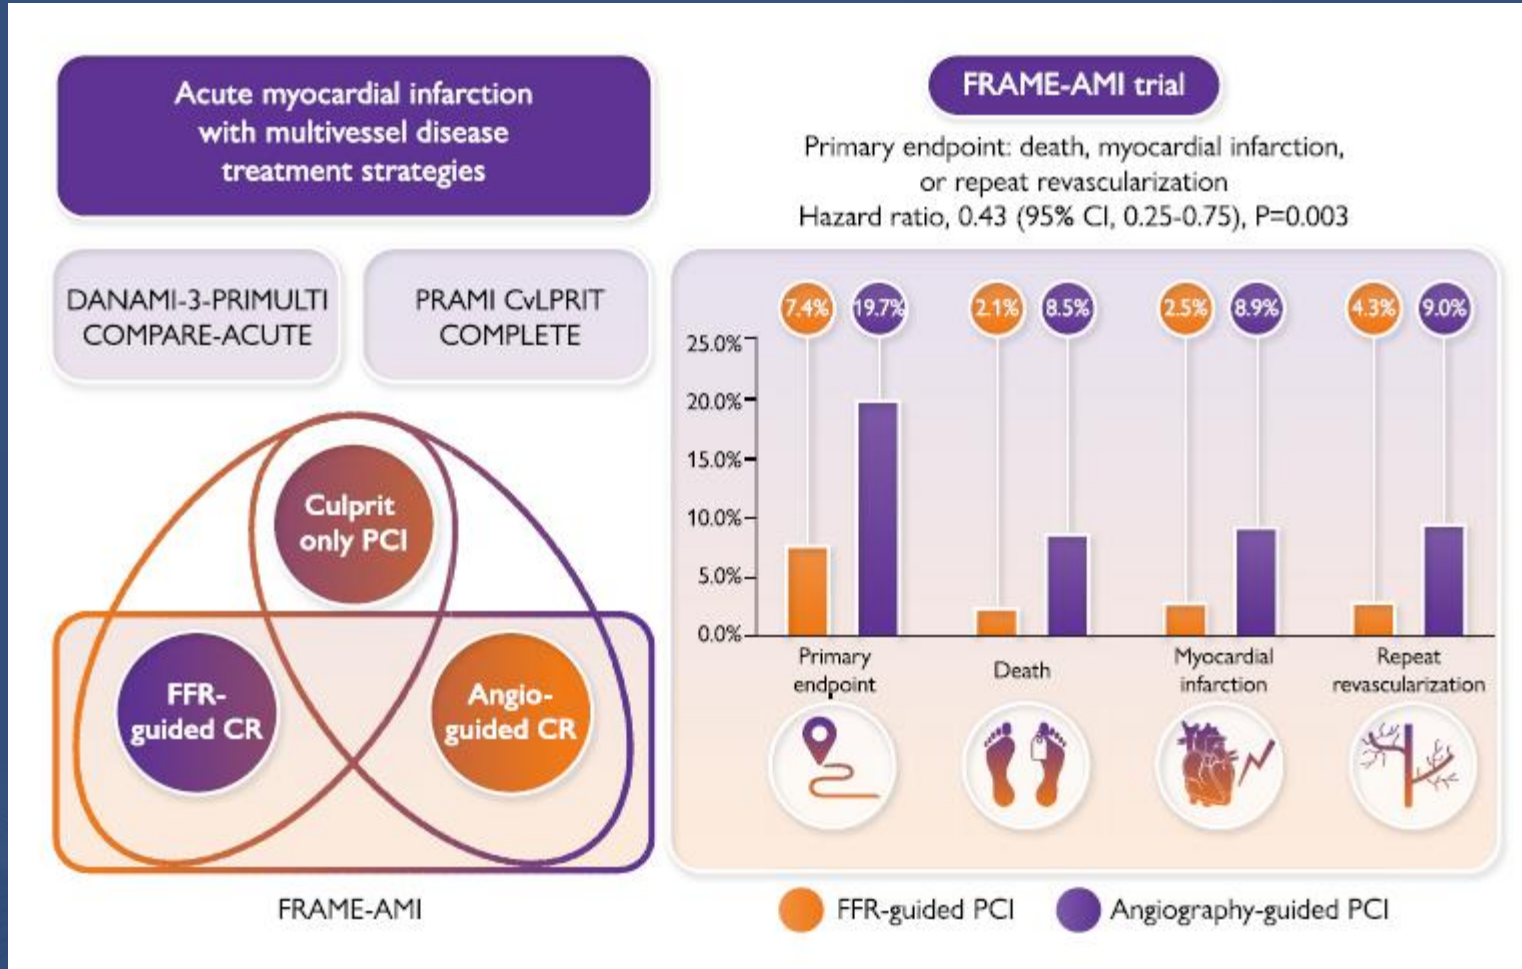 Acute myocardial infarction
with multivessel disease
treatment strategies
DANAMI-3-PRIMULTI
COMPARE-ACUTE
PRAMI CvLPRIT
COMPLETE
Culprit
only PCI
FFR-
guided CR
Angio-
guided CR
FRAME-AMI
FRAME-AMI trial
Primary endpoint: death, myocardial infarction,
or repeat revascularization
Hazard ratio, 0.43 (95% CI, 0.25-0.75), P=0.003
7.4% 19.7% 2.1% 8.5% 2.5% 8.9% 4.3% 9.0%
25.0%
20.0%
15.0%
10.0%
5.0%
0.0%
Primary
endpoint
Death
Myocardial
infarction
Repeat
revascularization
FFR-guided PCI
Angiography-guided PCI